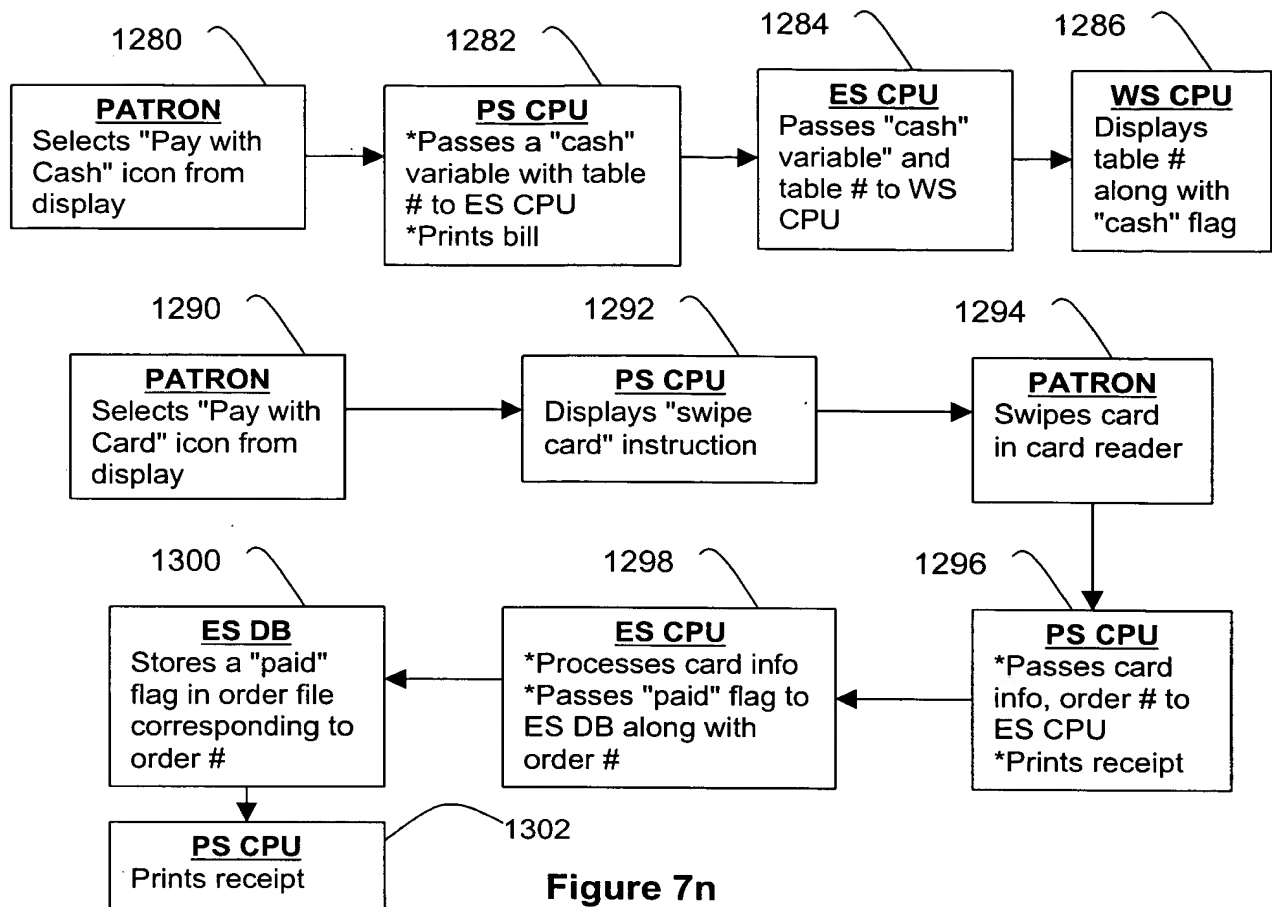 1280
1282
1284
1286
PATRON
Selects "Pay with
Cash" icon from
display
PS CPU
*Passes a "cash"
variable with table
# to ES CPU
*Prints bill
ES CPU
Passes "cash"
variable" and
table # to WS
CPU
WS CPU
Displays
table #
along with
"cash" flag
1290
1292
1294
PATRON
Selects "Pay with
Card" icon from
display
PS CPU
Displays "swipe
card" instruction
PATRON
Swipes card
in card reader
1300
1298
1296
ES DB
Stores a "paid"
flag in order file
corresponding to
order #
ES CPU
*Processes card info
*Passes "paid" flag to
ES DB along with
order #
PS CPU
*Passes card
info, order # to
ES CPU
*Prints receipt
PS CPU
Prints receipt
1302
Figure 7n